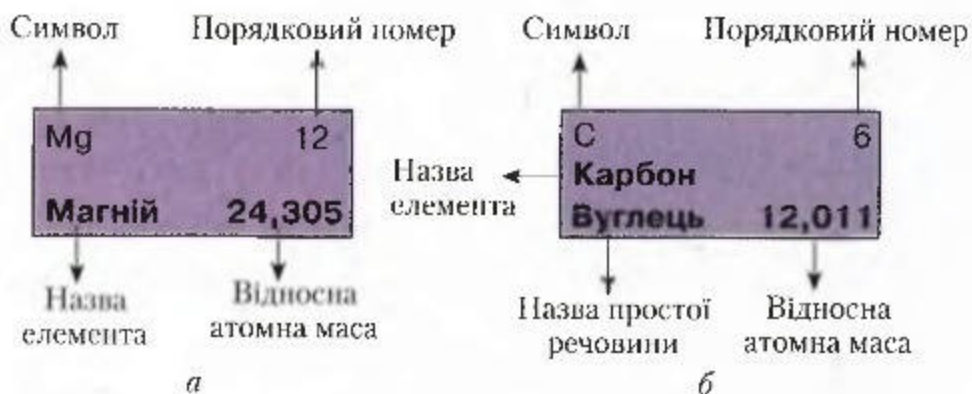 Символ Порядковий номер Символ Порядковий номер
Mg 12
Магній 24,305
Назва елемента
Відносна атомна маса
а
C 6
Карбон
Вуглець 12,011
Назва
елемента
Назва простої
речовини
Відносна
атомна маса
б